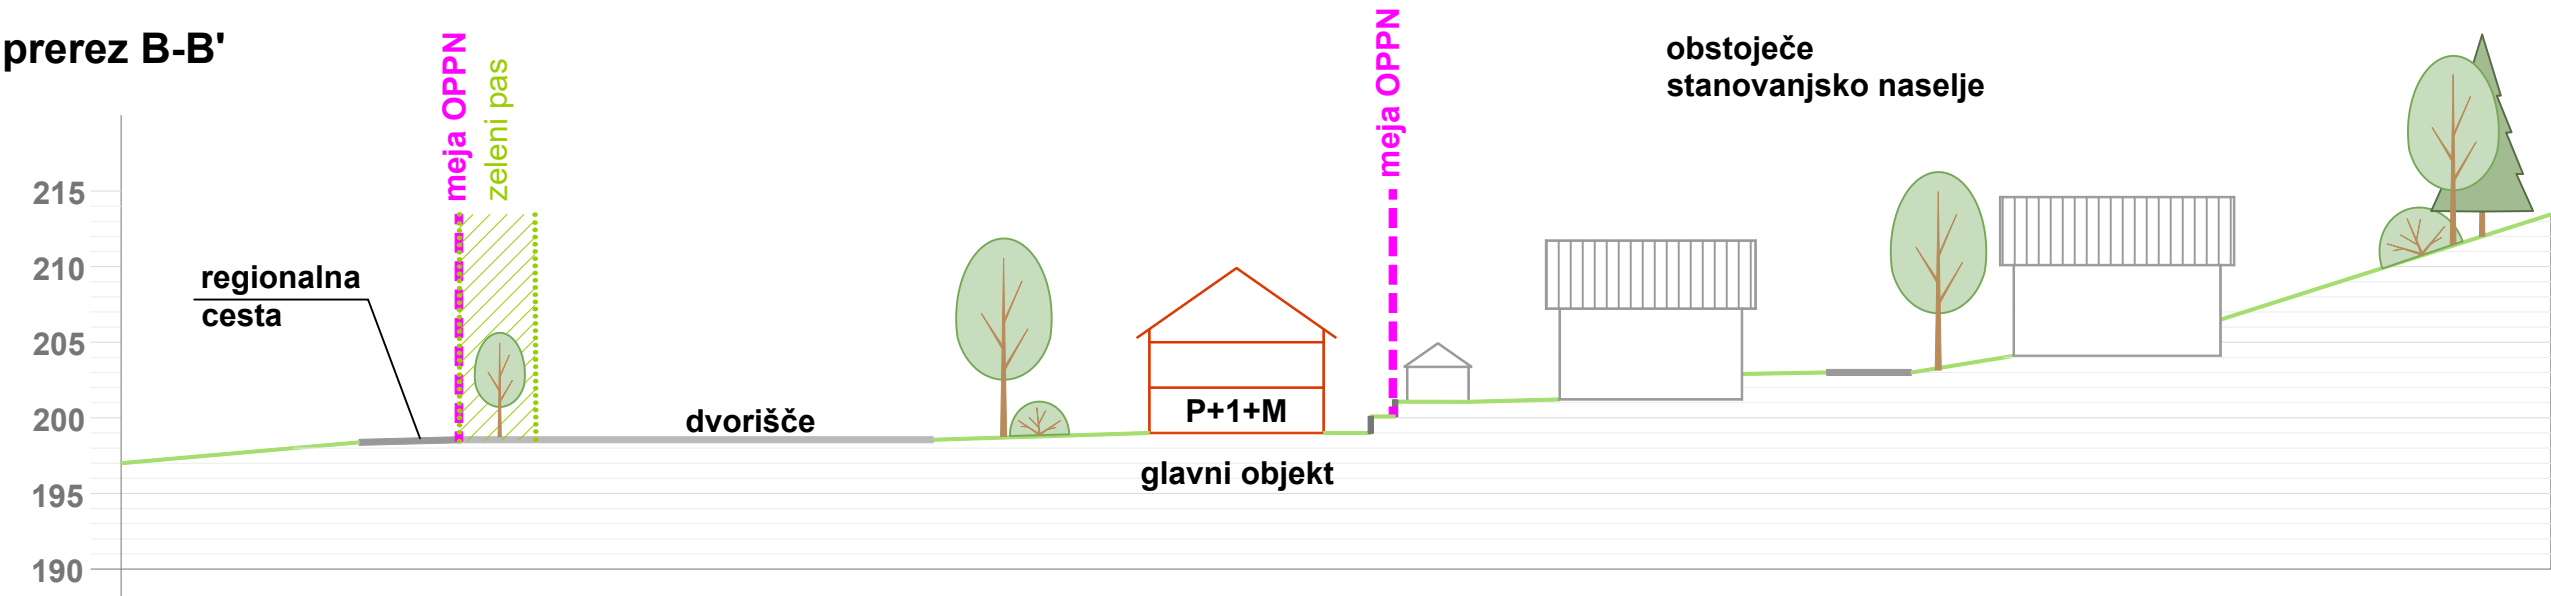 prerez B-B'
meja OPPN
zeleni pas
meja OPPN
obstoječe
stanovanjsko naselje
215
210
205
200
195
190
regionalna
cesta
dvorišče
P+1+M
glavni objekt